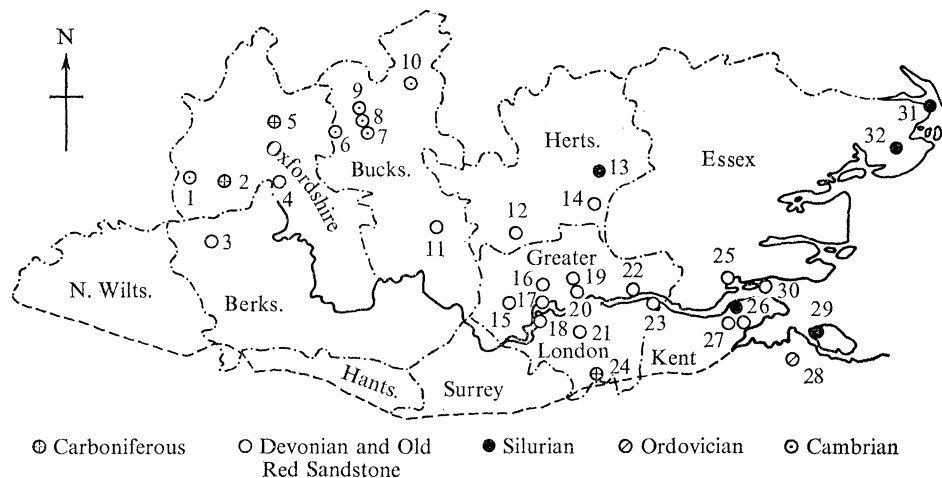 N
10
9
8
5
6
7
31
32
Oxfordshire
Bucks.
Herts.
Essex
13
1
2
4
14
3
11
12
Greater
25
N. Wilts.
Berks.
16
19
22
30
17
20
26
29
15
18
21
23
27
London
Kent
24
28
Hants.
Surrey
Carboniferous
Devonian and Old
Red Sandstone
Silurian
Ordovician
Cambrian